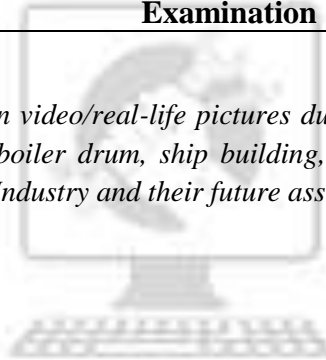 Examination
n video/real-life pictures du
boiler drum, ship building,
Industry and their future ass